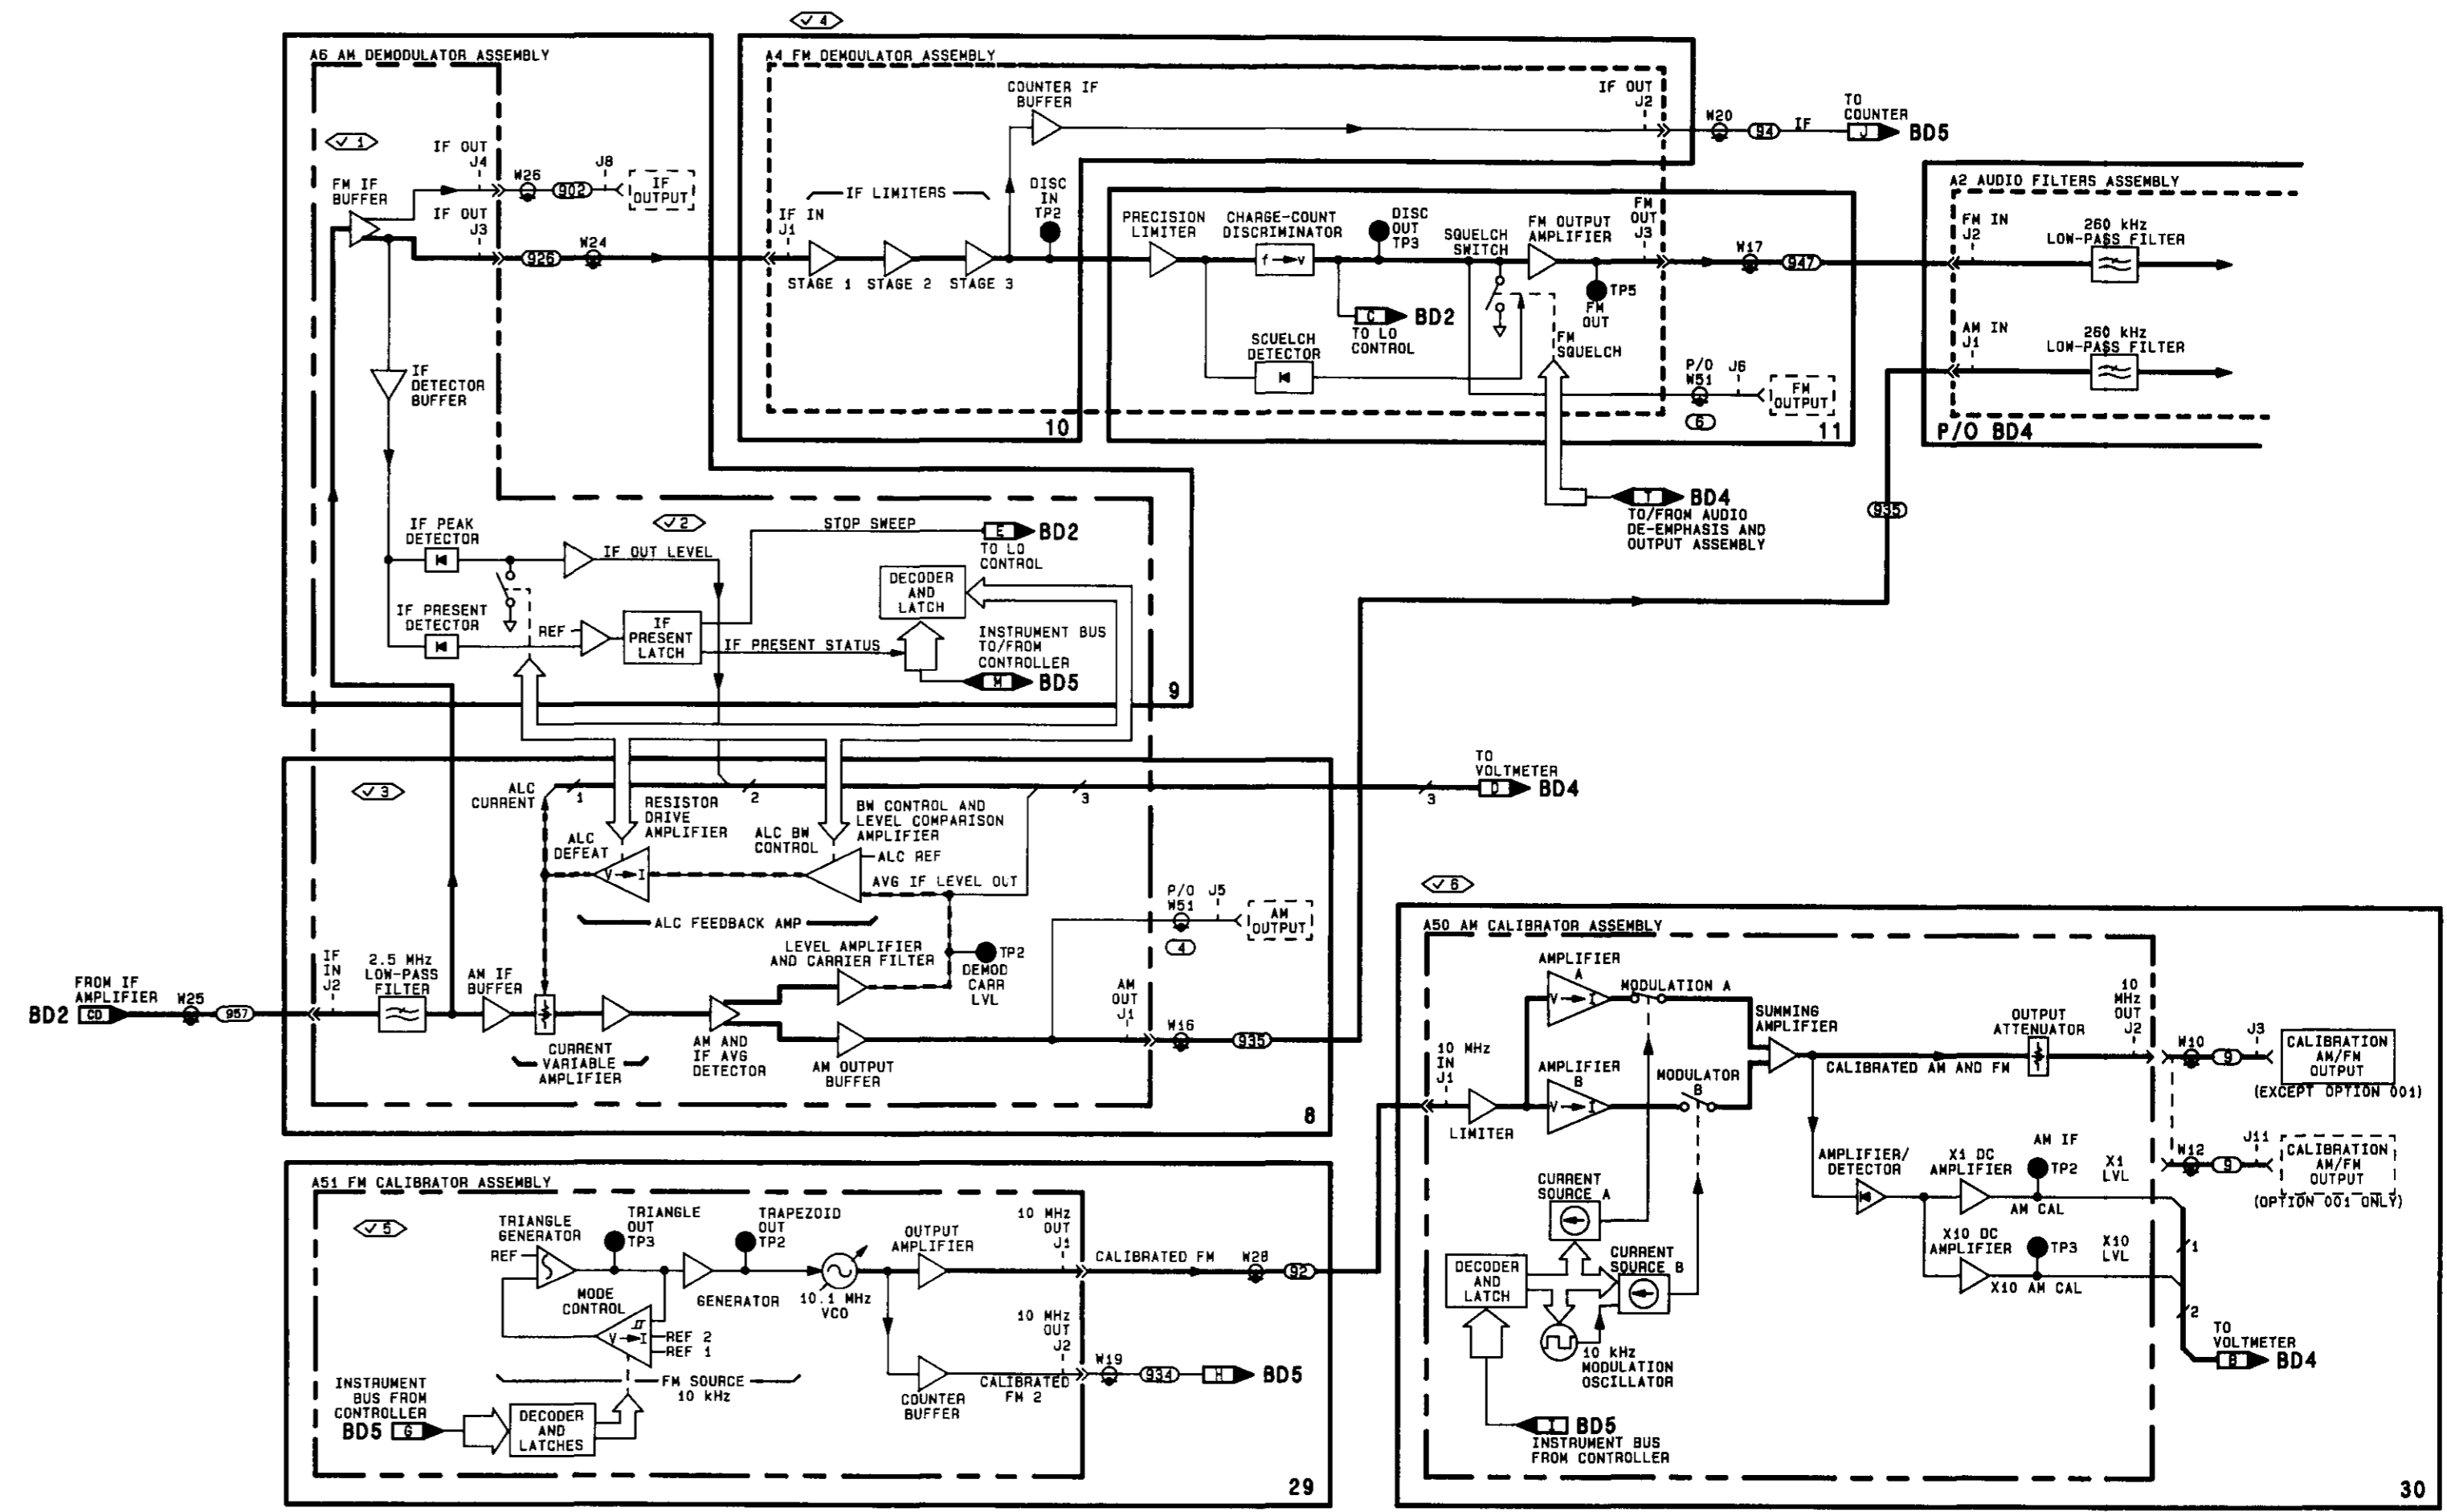 √ 4
A6 AM DEMODULATOR ASSEMBLY
√ 1
FM IF
BUFFER
IF OUT
J4
W26
902
J8
IF
OUTPUT
IF OUT
J3
926
W24
IF
DETECTOR
BUFFER
IF PEAK
DETECTOR
√ 2
IF OUT LEVEL
STOP SWEEP
E
BD2
TO LO
CONTROL
DECODER
AND
LATCH
IF PRESENT
DETECTOR
REF
IF
PRESENT
LATCH
IF PRESENT STATUS
INSTRUMENT BUS
TO/FROM
CONTROLLER
M
BD5
9
A4 FM DEMODULATOR ASSEMBLY
COUNTER IF
BUFFER
IF OUT
J2
W20
94
IF
TO
COUNTER
J
BD5
IF LIMITERS
IF IN
J1
STAGE 1
STAGE 2
STAGE 3
DISC
IN
TP2
10
PRECISION
LIMITER
CHARGE-COUNT
DISCRIMINATOR
f→V
DISC
OUT
TP3
SQUELCH
SWITCH
FM OUTPUT
AMPLIFIER
FM
OUT
J3
W17
947
C
BD2
TO LO
CONTROL
SCUELCH
DETECTOR
TP5
FM
OUT
FM
SQUELCH
P/O
W51
J6
6
FM
OUTPUT
11
T
BD4
TO/FROM AUDIO
DE-EMPHASIS AND
OUTPUT ASSEMBLY
A2 AUDIO FILTERS ASSEMBLY
FM IN
J2
260 kHz
LOW-PASS FILTER
AM IN
J1
260 kHz
LOW-PASS FILTER
P/O BD4
935
√ 3
ALC
CURRENT
1
2
3
3
TO
VOLTMETER
D
BD4
RESISTOR
DRIVE
AMPLIFIER
ALC
DEFEAT
V→I
ALC BW
CONTROL
BW CONTROL AND
LEVEL COMPARISON
AMPLIFIER
ALC REF
AVG IF LEVEL OUT
ALC FEEDBACK AMP
LEVEL AMPLIFIER
AND CARRIER FILTER
TP2
DEMOD
CARR
LVL
P/O
W51
J5
4
AM
OUTPUT
FROM IF
AMPLIFIER
BD2
CD
W25
957
IF
IN
J2
2.5 MHz
LOW-PASS
FILTER
AM IF
BUFFER
CURRENT
VARIABLE
AMPLIFIER
AM AND
IF AVG
DETECTOR
AM OUTPUT
BUFFER
AM
OUT
J1
W16
935
8
A51 FM CALIBRATOR ASSEMBLY
√ 5
TRIANGLE
GENERATOR
REF
TRIANGLE
OUT
TP3
TRAPEZOID
OUT
TP2
OUTPUT
AMPLIFIER
10 MHz
OUT
J1
CALIBRATED FM
W28
92
MODE
CONTROL
GENERATOR
10.1 MHz
VCO
V→I
REF 2
REF 1
FM SOURCE
10 kHz
COUNTER
BUFFER
10 MHz
OUT
J2
CALIBRATED
FM 2
W19
934
H
BD5
INSTRUMENT
BUS FROM
CONTROLLER
BD5
G
DECODER
AND
LATCHES
29
√ 6
A50 AM CALIBRATOR ASSEMBLY
AMPLIFIER
A
V→I
MODULATION A
10 MHz
IN
J1
LIMITER
AMPLIFIER
B
V→I
MODULATOR
B
SUMMING
AMPLIFIER
CALIBRATED AM AND FM
OUTPUT
ATTENUATOR
10
MHz
OUT
J2
W10
9
J3
CALIBRATION
AM/FM
OUTPUT
(EXCEPT OPTION 001)
W12
9
J11
CALIBRATION
AM/FM
OUTPUT
(OPTION 001 ONLY)
AMPLIFIER/
DETECTOR
X1 DC
AMPLIFIER
AM IF
TP2
X1
LVL
AM CAL
X10 DC
AMPLIFIER
TP3
X10
LVL
X10 AM CAL
1
2
TO
VOLTMETER
B
BD4
CURRENT
SOURCE A
CURRENT
SOURCE B
DECODER
AND
LATCH
10 kHz
MODULATION
OSCILLATOR
I
BD5
INSTRUMENT BUS
FROM CONTROLLER
30